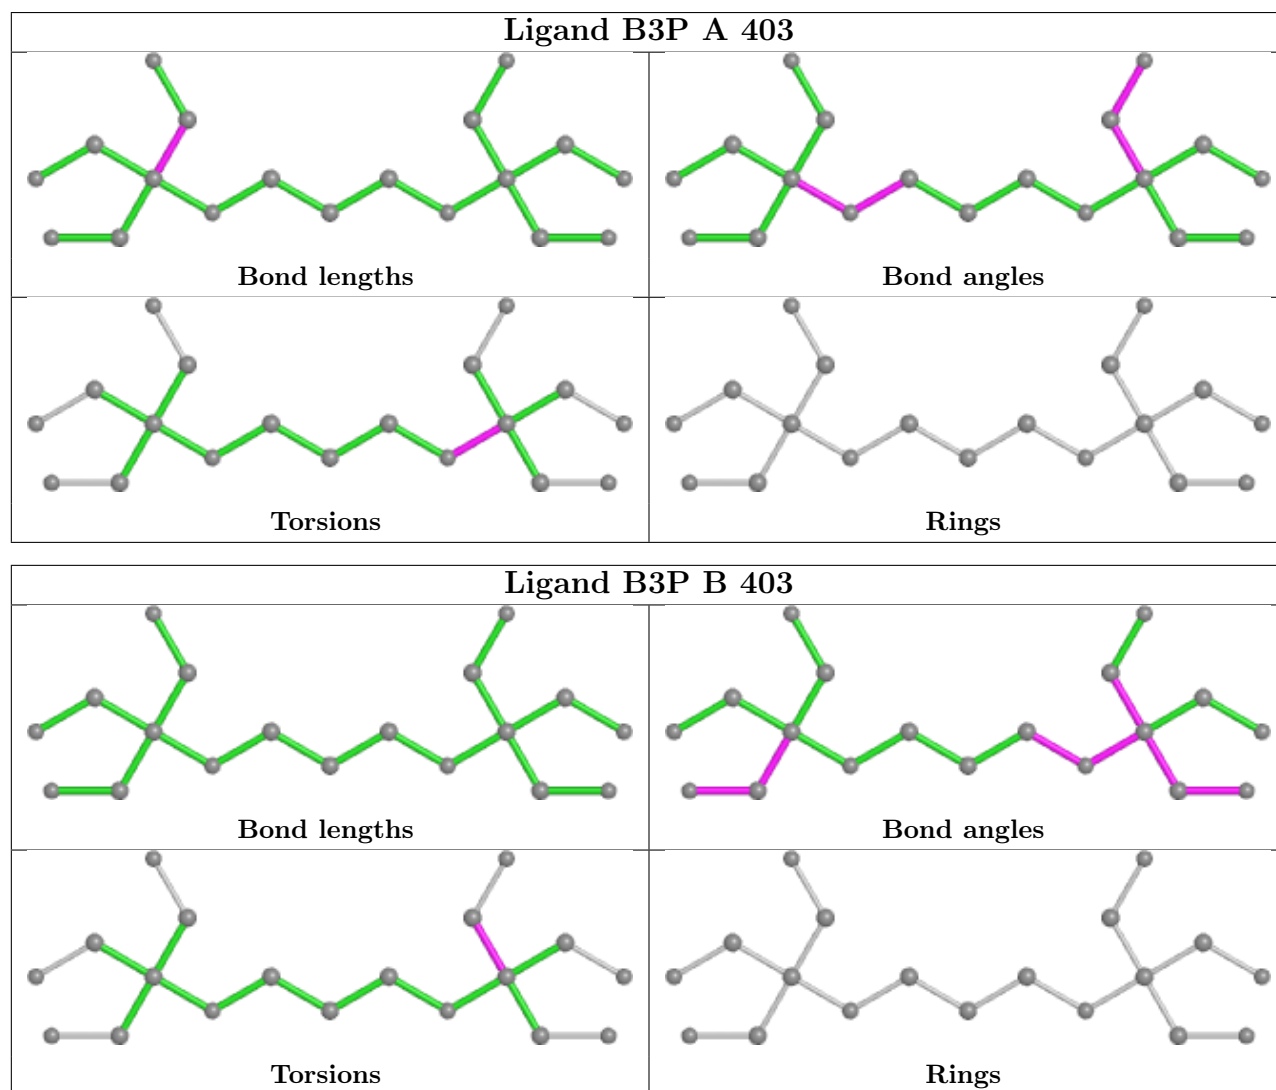 Ligand B3P A 403
Bond lengths
Bond angles
Torsions
Rings
Ligand B3P B 403
Bond lengths
Bond angles
Torsions
Rings